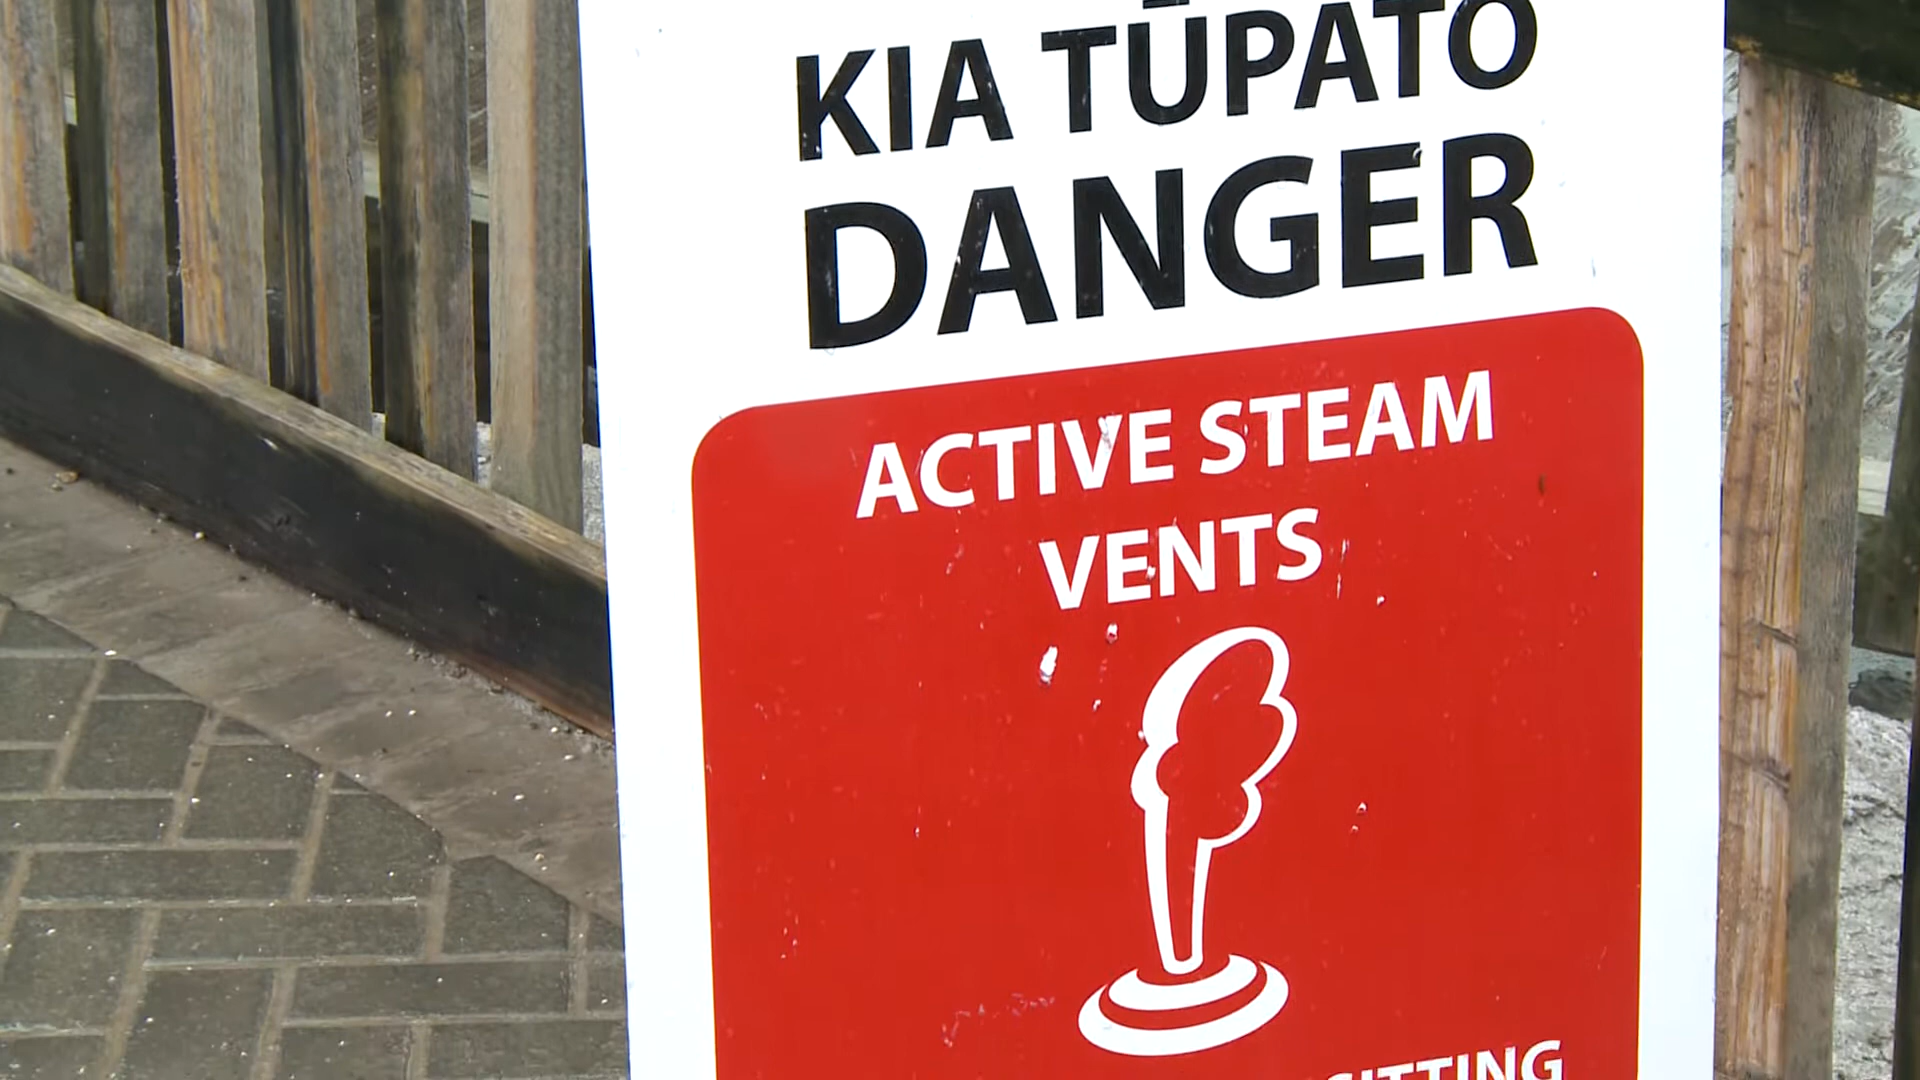 KIA TŪPATO
DANGER
ACTIVE STEAM
VENTS
SITTING